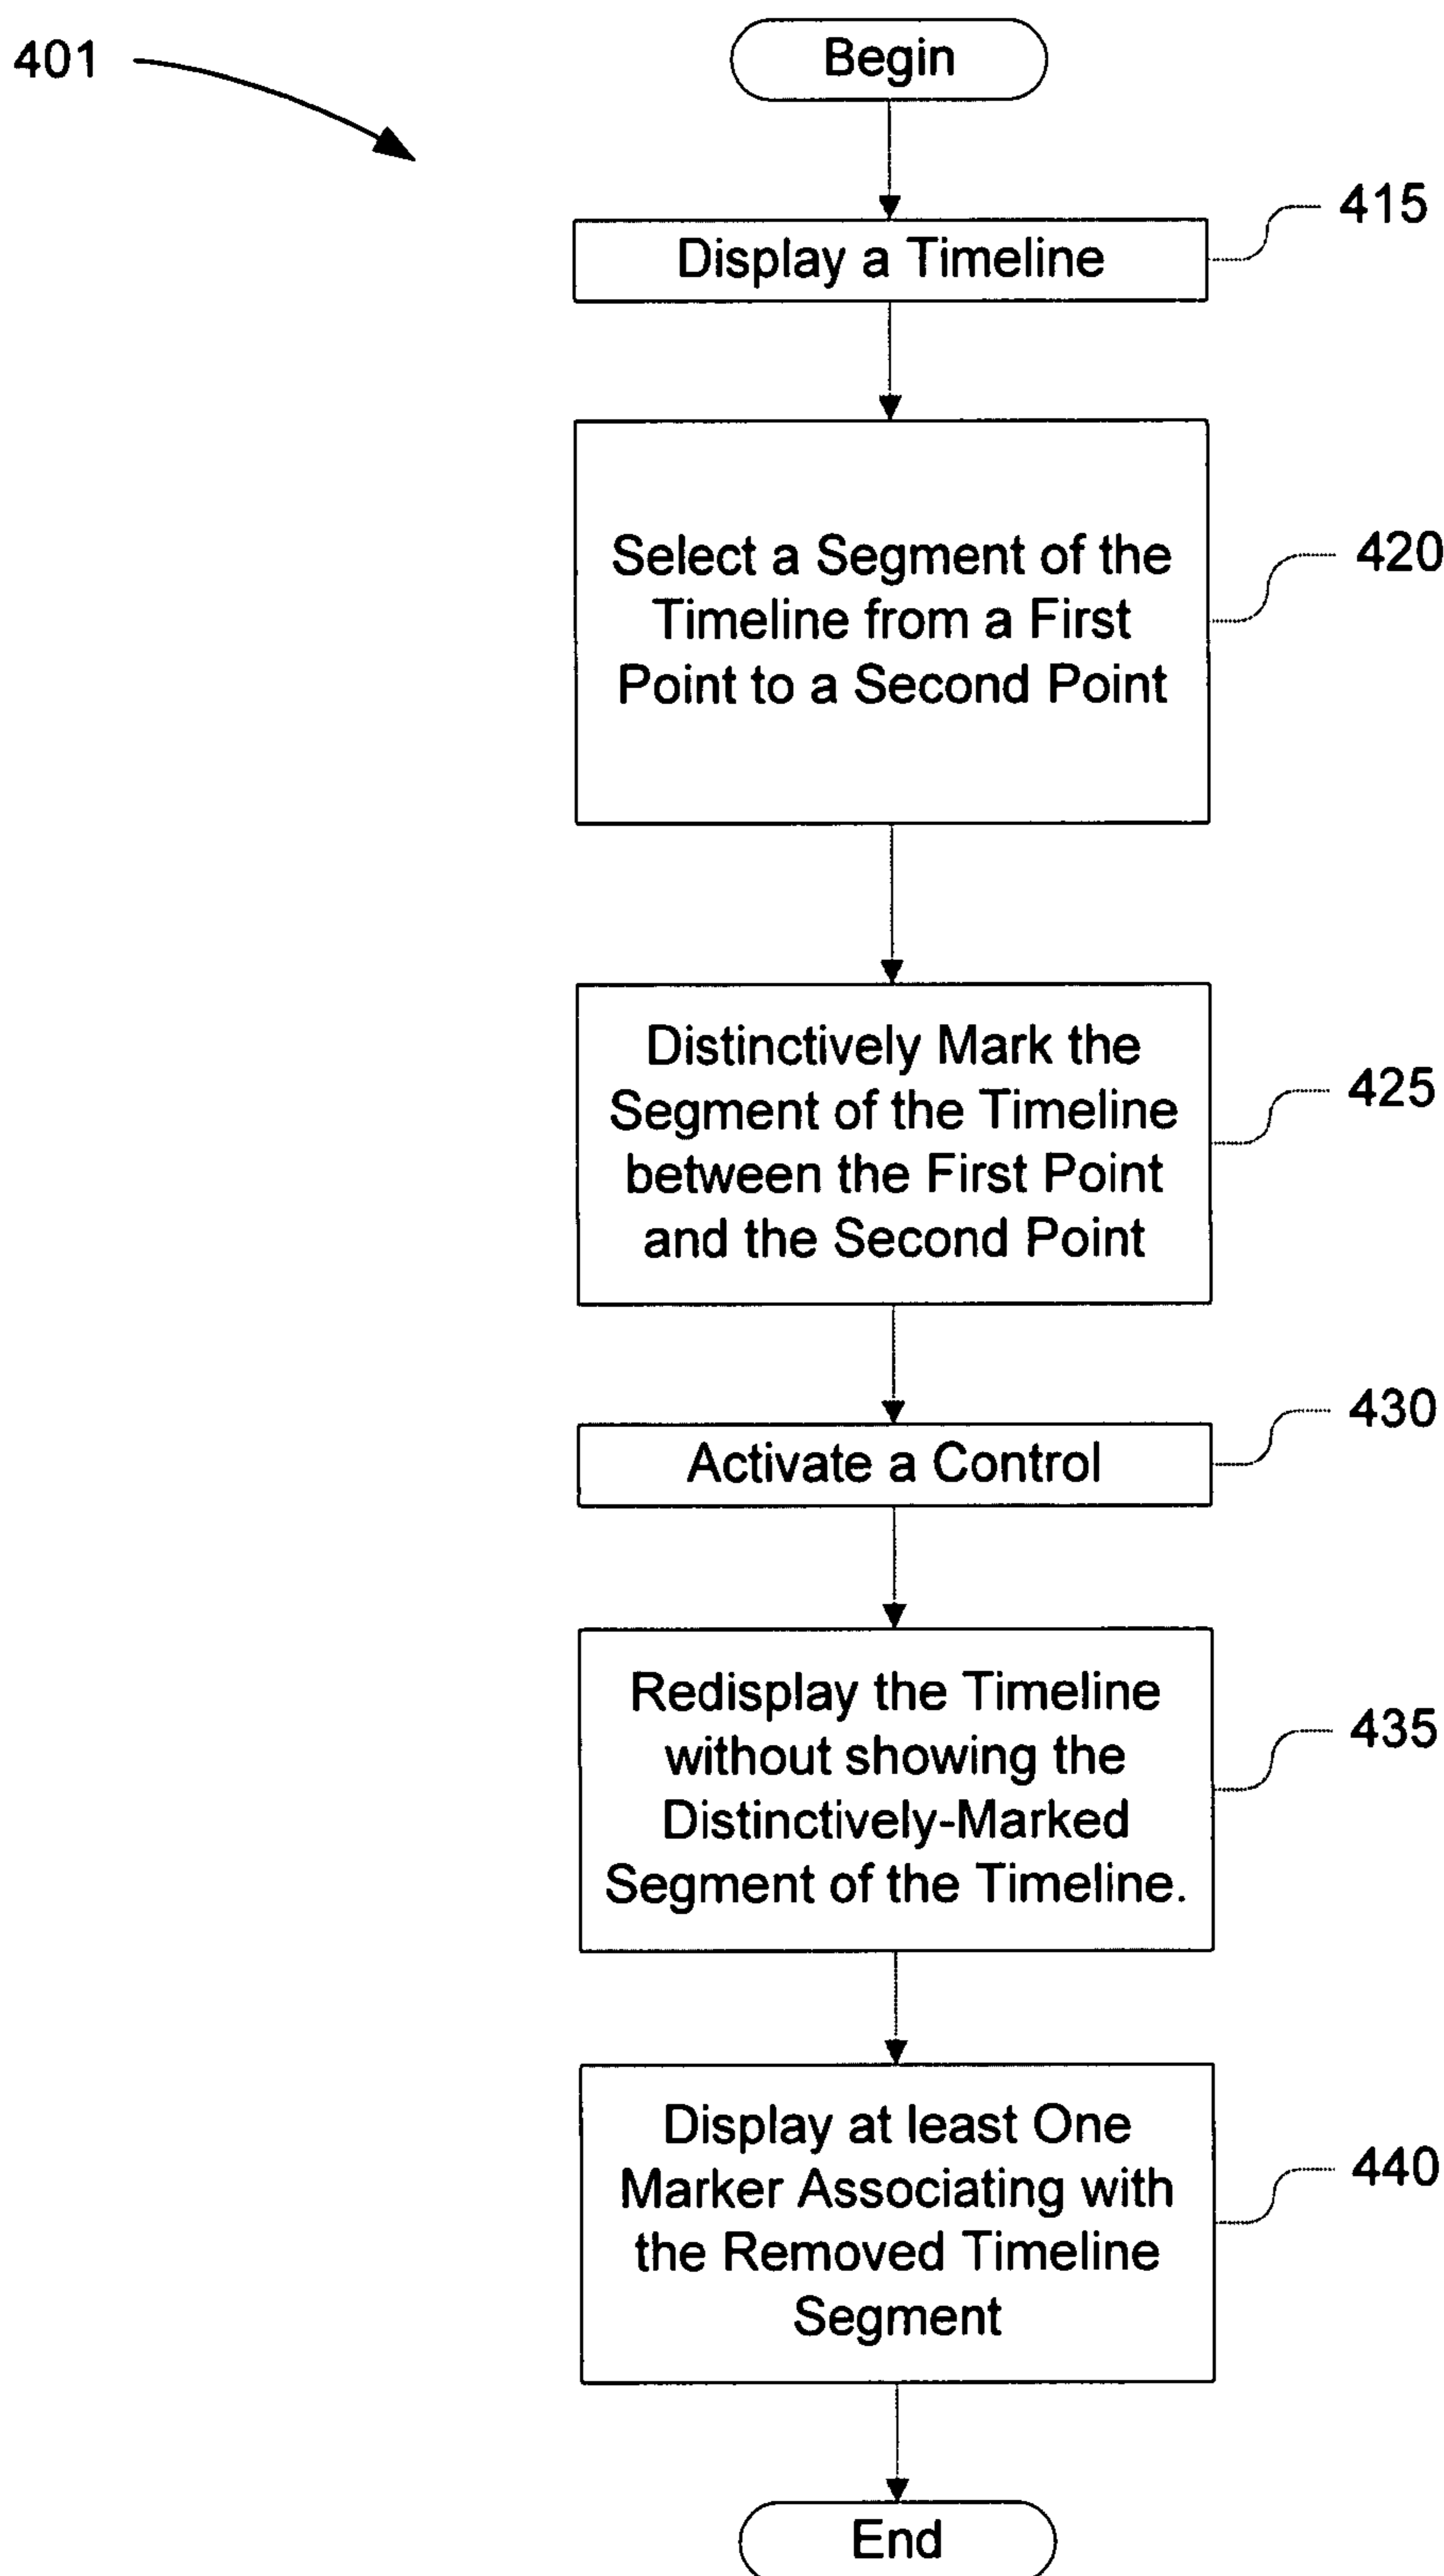 401
Begin
415
Display a Timeline
420
Select a Segment of the
Timeline from a First
Point to a Second Point
425
Distinctively Mark the
Segment of the Timeline
between the First Point
and the Second Point
430
Activate a Control
435
Redisplay the Timeline
without showing the
Distinctively-Marked
Segment of the Timeline.
440
Display at least One
Marker Associating with
the Removed Timeline
Segment
End